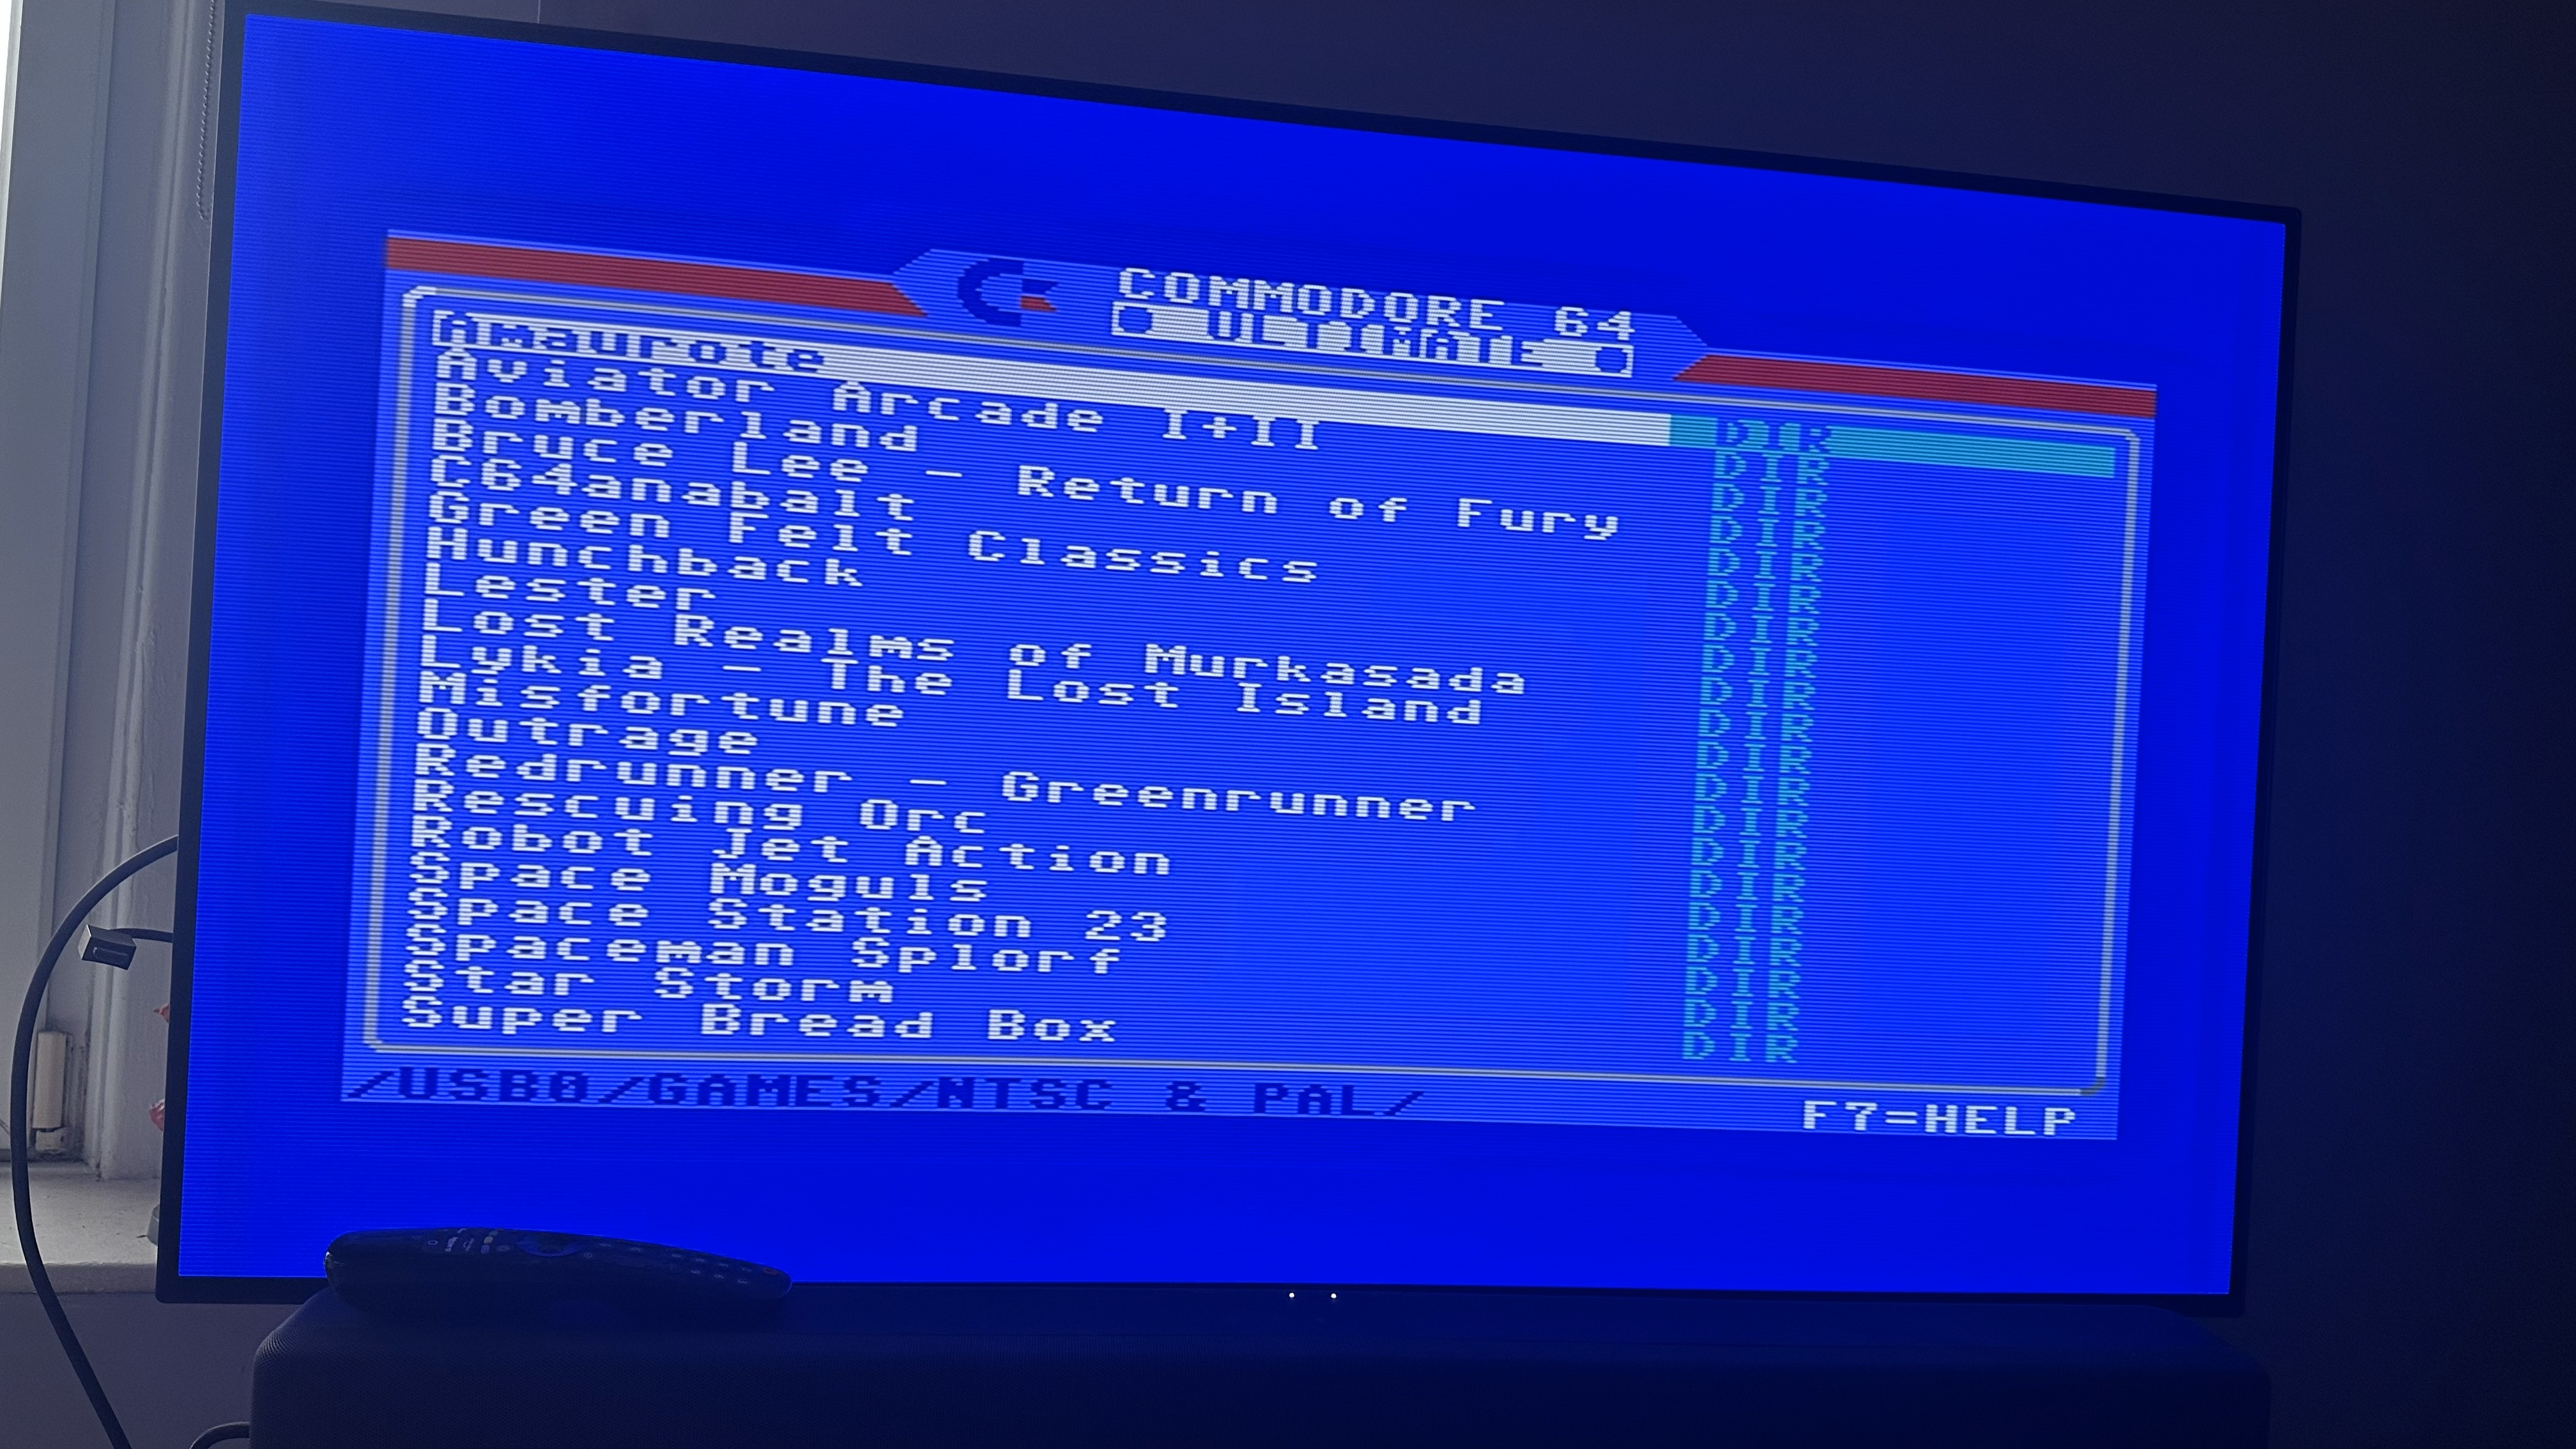 COMMODORE 64
ULTIMATE
Amaurote DIR
Aviator Arcade I+II DIR
Bomberland DIR
Bruce Lee - Return of Fury DIR
C64anabalt DIR
Green Felt Classics DIR
Hunchback DIR
Lester DIR
Lost Realms of Murkasada DIR
Lykia - The Lost Island DIR
Misfortune DIR
Outrage DIR
Redrunner - Greenrunner DIR
Rescuing Orc DIR
Robot Jet Action DIR
Space Moguls DIR
Space Station 23 DIR
Spaceman Splorf DIR
Star Storm DIR
Super Bread Box DIR
/USB0/GAMES/NTSC & PAL/ F7=HELP